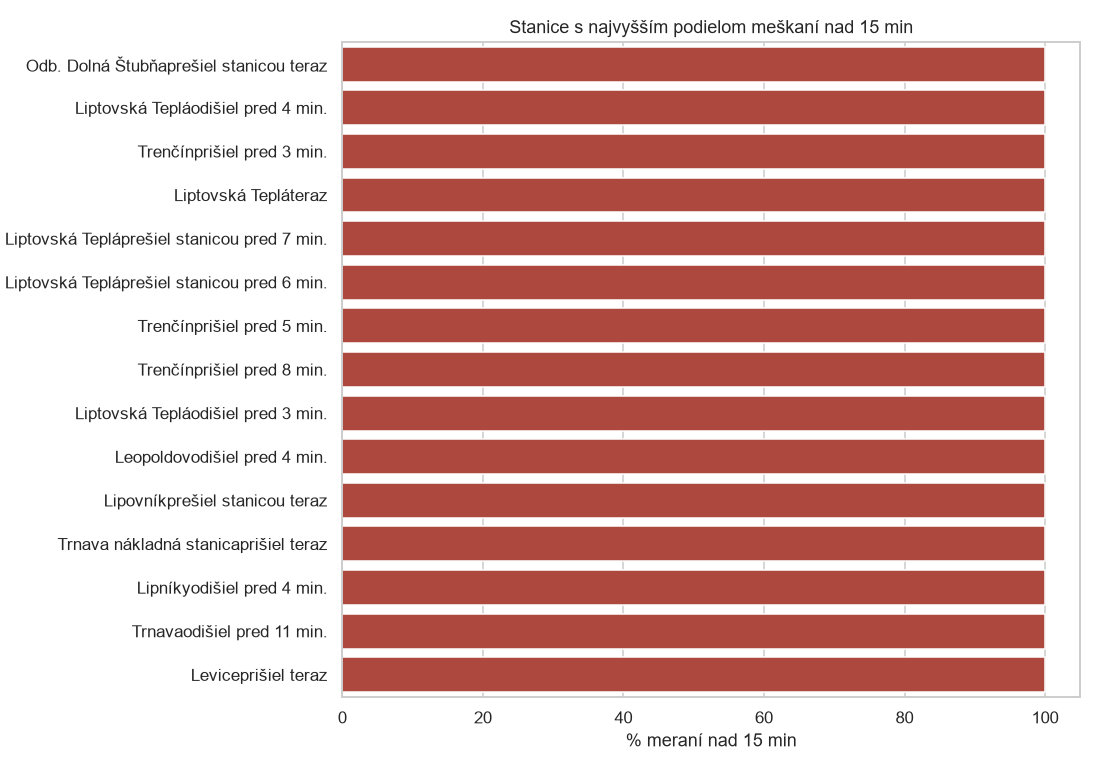 Stanice s najvyšším podielom meškaní nad 15 min
Odb. Dolná Štubňaprešiel stanicou teraz
Liptovská Tepláodišiel pred 4 min.
Trenčínprišiel pred 3 min.
Liptovská Tepláteraz
Liptovská Tepláprešiel stanicou pred 7 min.
Liptovská Tepláprešiel stanicou pred 6 min.
Trenčínprišiel pred 5 min.
Trenčínprišiel pred 8 min.
Liptovská Tepláodišiel pred 3 min.
Leopoldovodišiel pred 4 min.
Lipovníkprešiel stanicou teraz
Trnava nákladná stanicaprišiel teraz
Lipníkyodišiel pred 4 min.
Trnavaodišiel pred 11 min.
Leviceprišiel teraz
0 20 40 60 80 100
% meraní nad 15 min